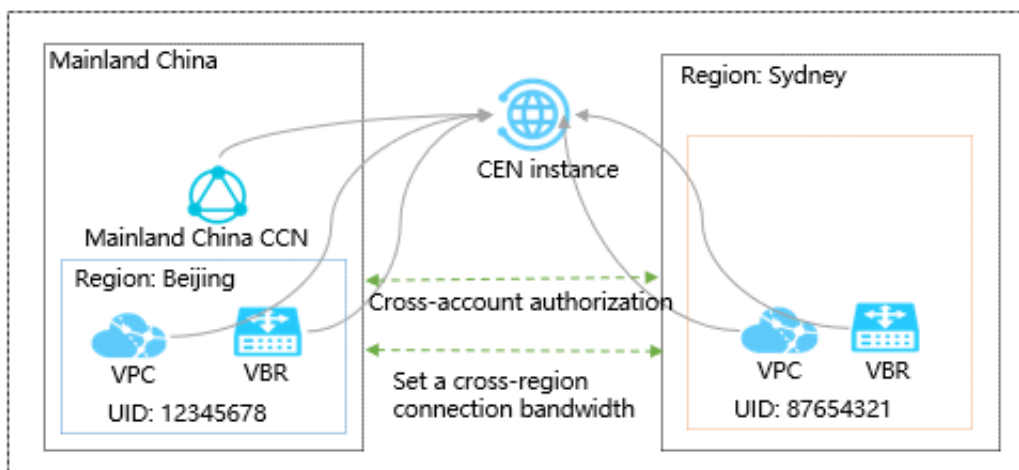 Mainland China
Region: Sydney
CEN instance
Mainland China CCN
Region: Beijing
Cross-account authorization
VPC
VBR
UID: 12345678
Set a cross-region
connection bandwidth
VPC
VBR
UID: 87654321